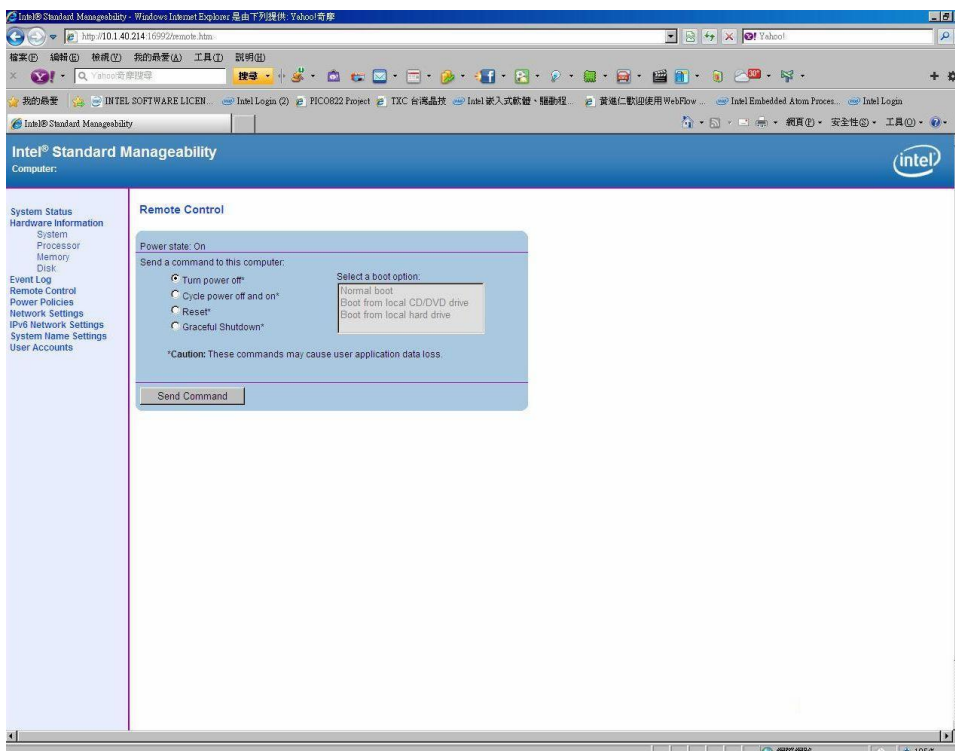 Intel® Standard Manageability - Windows Internet Explorer 是由下列提供: Yahoo!奇摩
http://10.1.40.214:16992/remote.htm
Yahoo!
檔案(F) 編輯(E) 檢視(V) 我的最愛(A) 工具(T) 說明(H)
Yahoo奇摩搜尋
搜尋
我的最愛
INTEL SOFTWARE LICEN...
Intel Login (2)
PICO822 Project
TXC 台灣晶技
Intel 嵌入式軟體、驅動程...
黃進仁歡迎使用WebFlow ...
Intel Embedded Atom Proces...
Intel Login
Intel® Standard Manageability
網頁(P)
安全性(S)
工具(O)
Intel® Standard Manageability
Computer:
intel
System Status
Hardware Information
System
Processor
Memory
Disk
Event Log
Remote Control
Power Policies
Network Settings
IPv6 Network Settings
System Name Settings
User Accounts
Remote Control
Power state: On
Send a command to this computer:
Turn power off*
Cycle power off and on*
Reset*
Graceful Shutdown*
Select a boot option:
Normal boot
Boot from local CD/DVD drive
Boot from local hard drive
*Caution: These commands may cause user application data loss.
Send Command